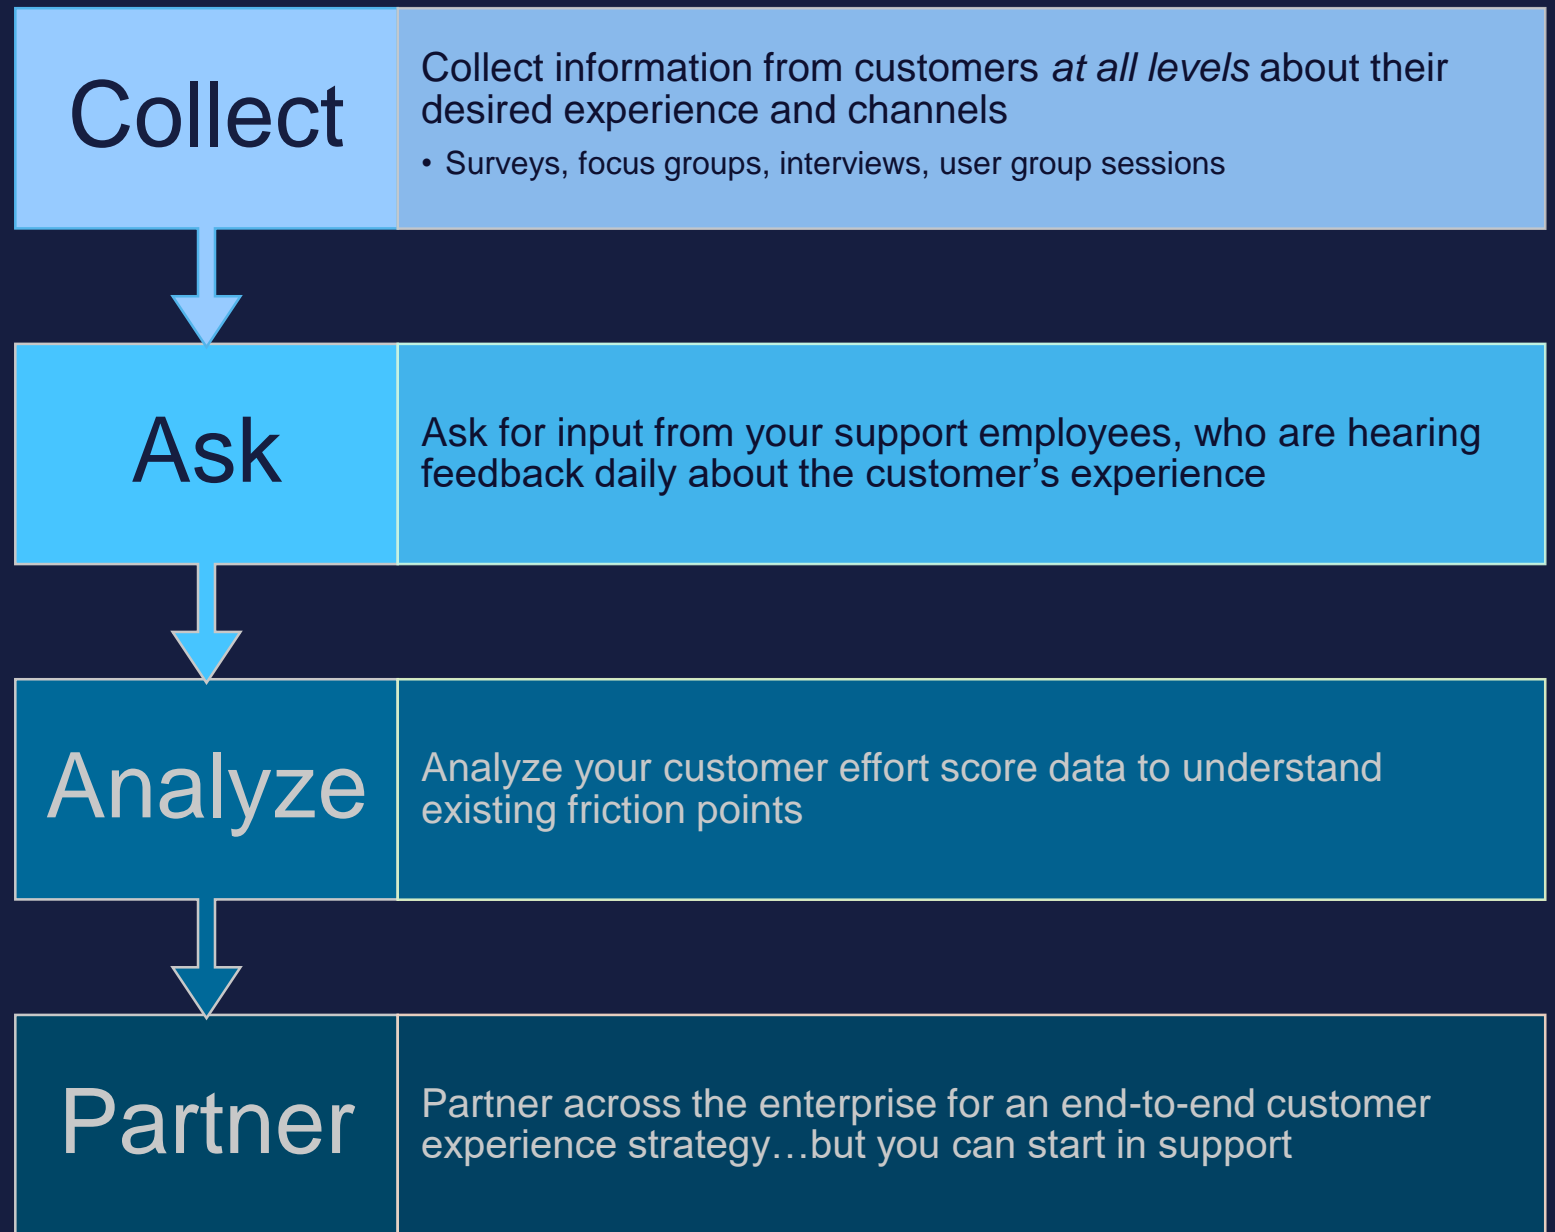 Collect
Collect information from customers at all levels about their
desired experience and channels
• Surveys, focus groups, interviews, user group sessions
Ask
Ask for input from your support employees, who are hearing
feedback daily about the customer’s experience
Analyze
Analyze your customer effort score data to understand
existing friction points
Partner
Partner across the enterprise for an end-to-end customer
experience strategy…but you can start in support